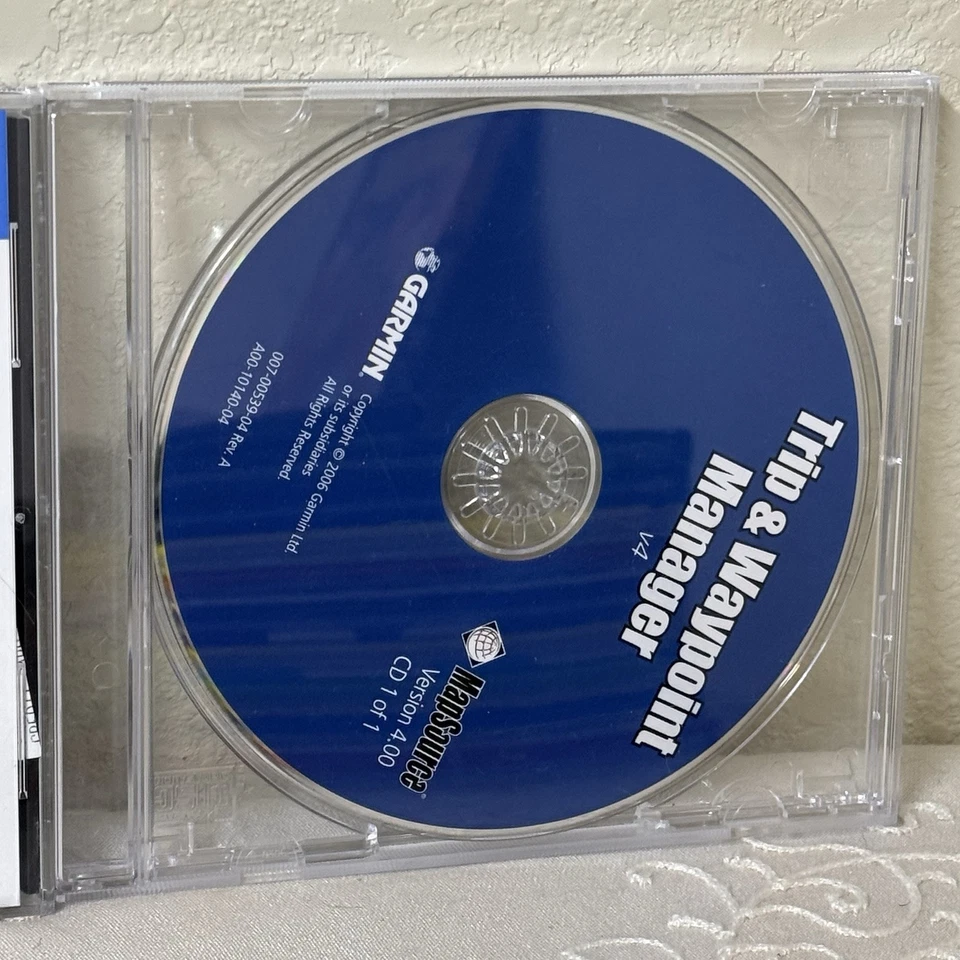 Trip & Waypoint
Manager
v4
GARMIN®
Copyright © 2006 Garmin Ltd.
or its subsidiaries
All Rights Reserved.
007-00539-04 Rev. A
A00-10140-04
MapSource®
Version 4.00
CD 1 of 1